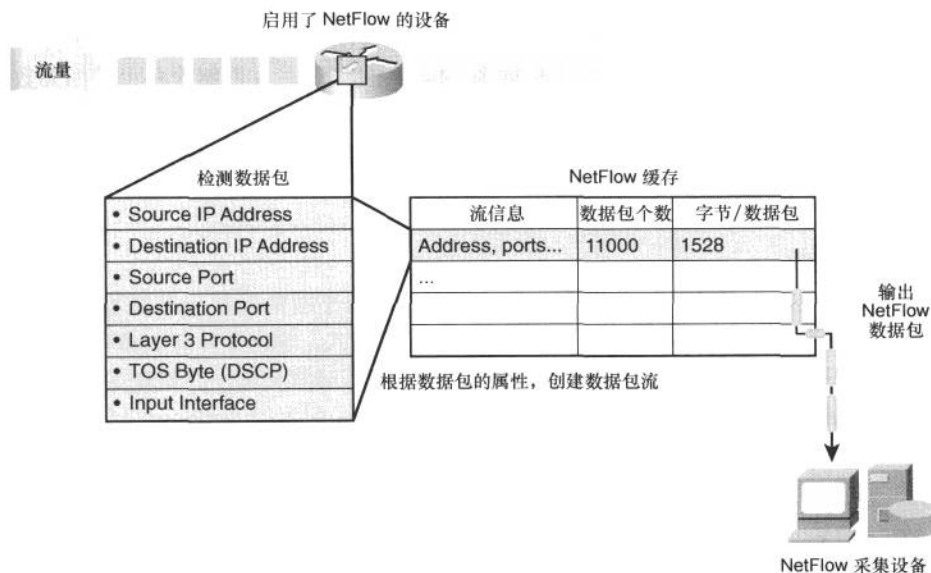 启用了 NetFlow 的设备
流量
检测数据包
• Source IP Address
• Destination IP Address
• Source Port
• Destination Port
• Layer 3 Protocol
• TOS Byte (DSCP)
• Input Interface
NetFlow 缓存
流信息 数据包个数 字节/数据包
Address, ports... 11000 1528
...
根据数据包的属性，创建数据包流
输出
NetFlow
数据包
NetFlow 采集设备